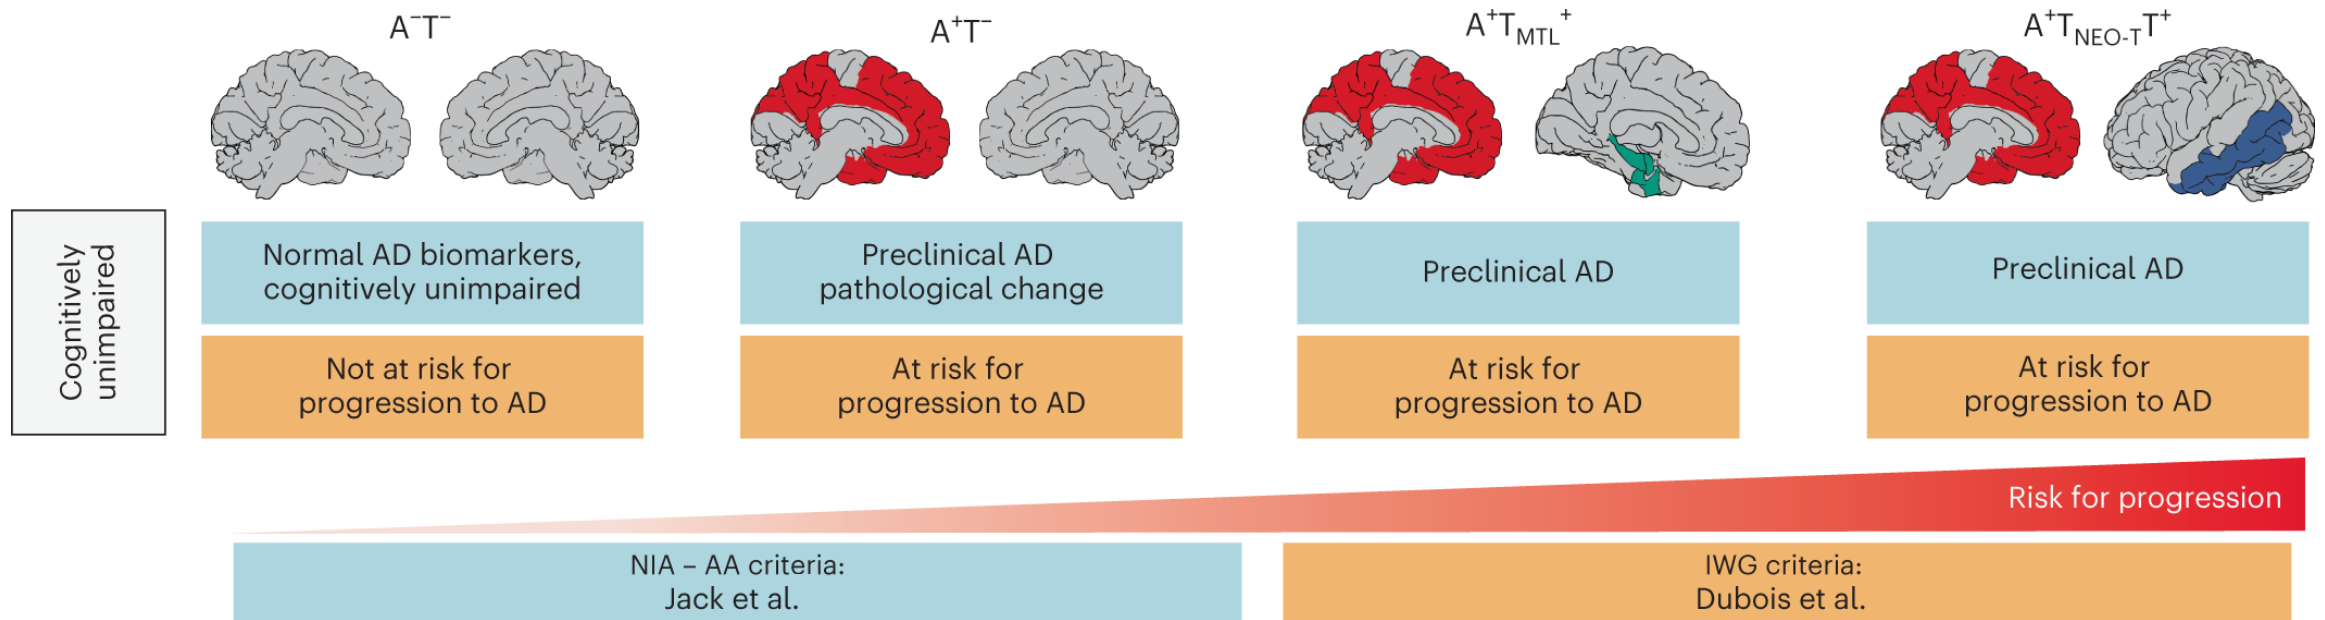 A⁻T⁻
A⁺T⁻
A⁺T_MTL⁺
A⁺T_NEO-T T⁺
Cognitively
unimpaired
Normal AD biomarkers,
cognitively unimpaired
Preclinical AD
pathological change
Preclinical AD
Preclinical AD
Not at risk for
progression to AD
At risk for
progression to AD
At risk for
progression to AD
At risk for
progression to AD
Risk for progression
NIA – AA criteria:
Jack et al.
IWG criteria:
Dubois et al.